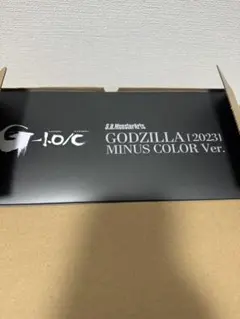 G-1.0/C
S.H.MonsterArts
GODZILLA [2023]
MINUS COLOR Ver.